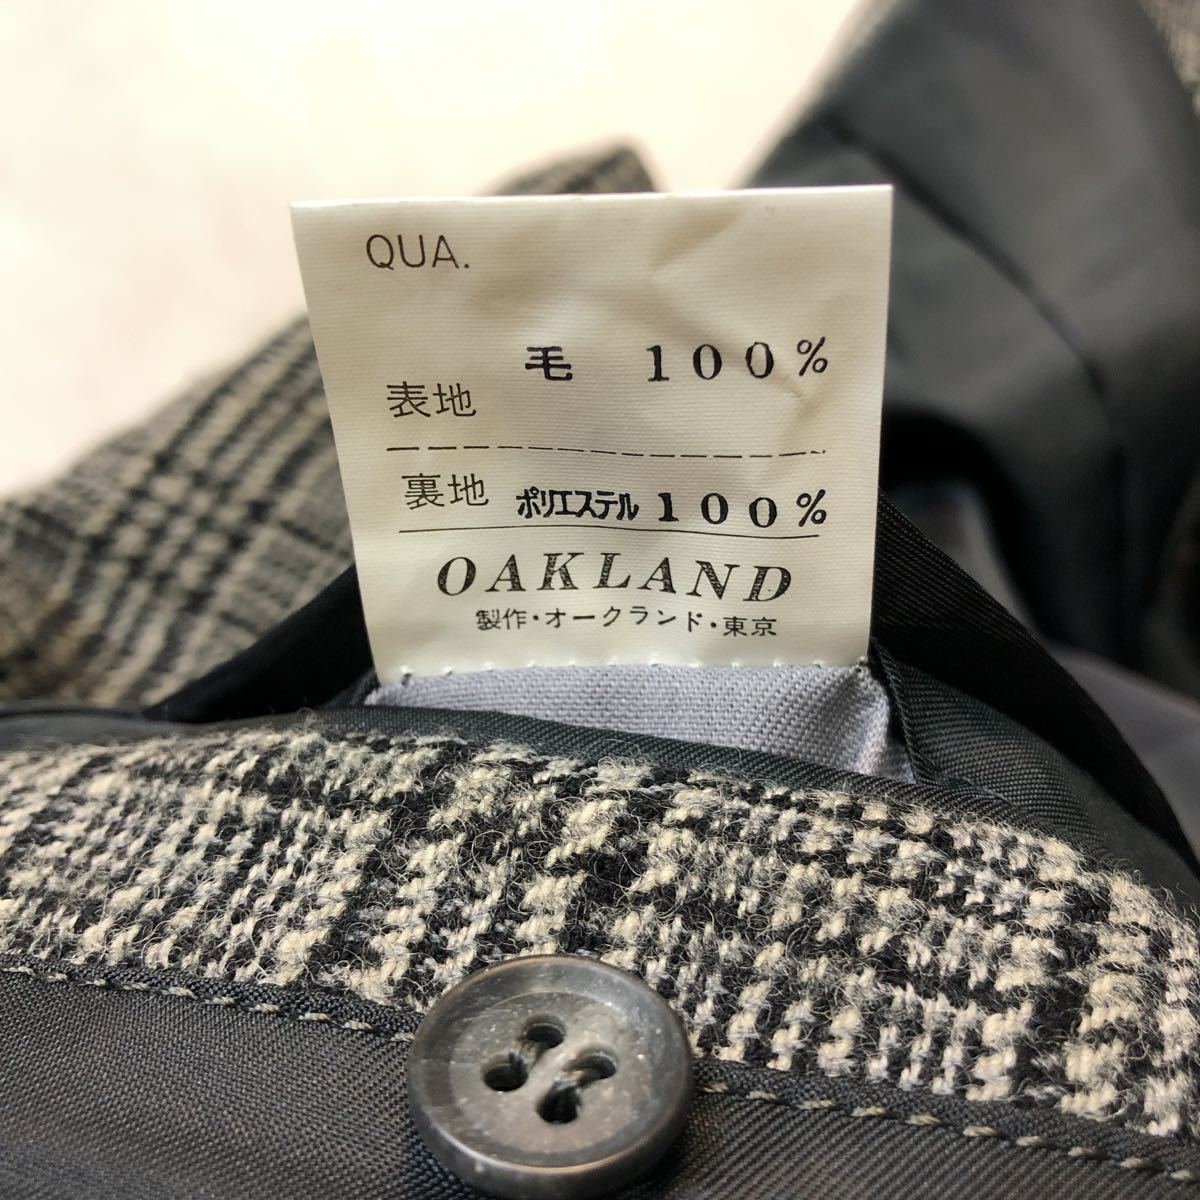 QUA.
毛 100%
表地
裏地 ポリエステル 100%
OAKLAND
製作・オークランド・東京